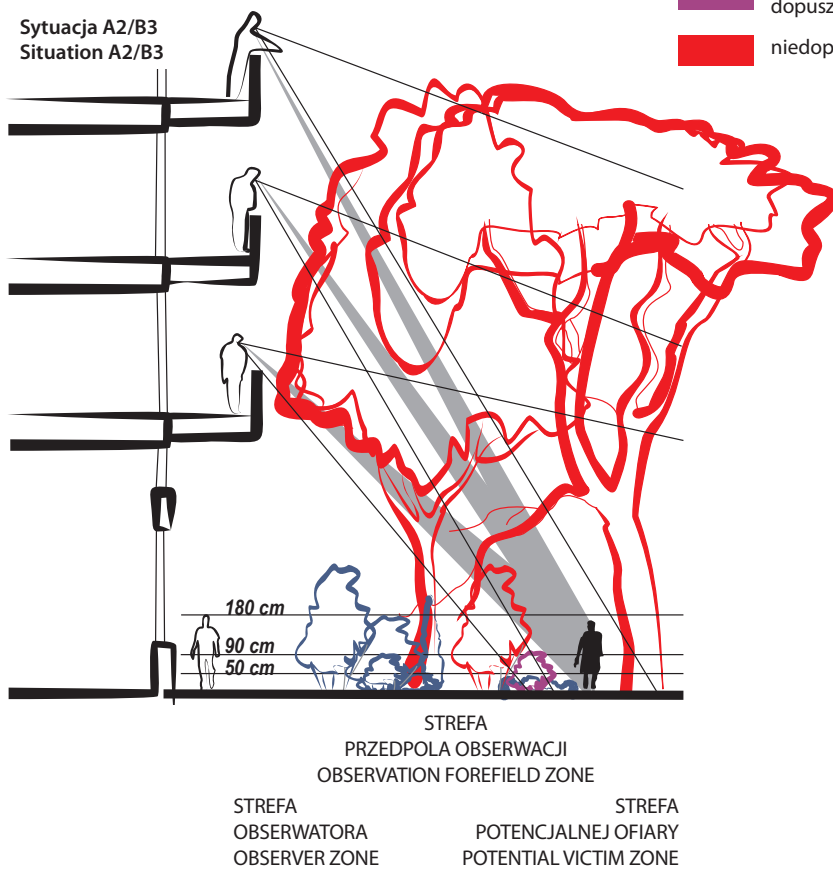 Sytuacja A2/B3
Situation A2/B3
180 cm
90 cm
50 cm
STREFA
PRZEDPOLA OBSERWACJI
OBSERVATION FOREFIELD ZONE
STREFA
OBSERWATORA
OBSERVER ZONE
STREFA
POTENCJALNEJ OFIARY
POTENTIAL VICTIM ZONE